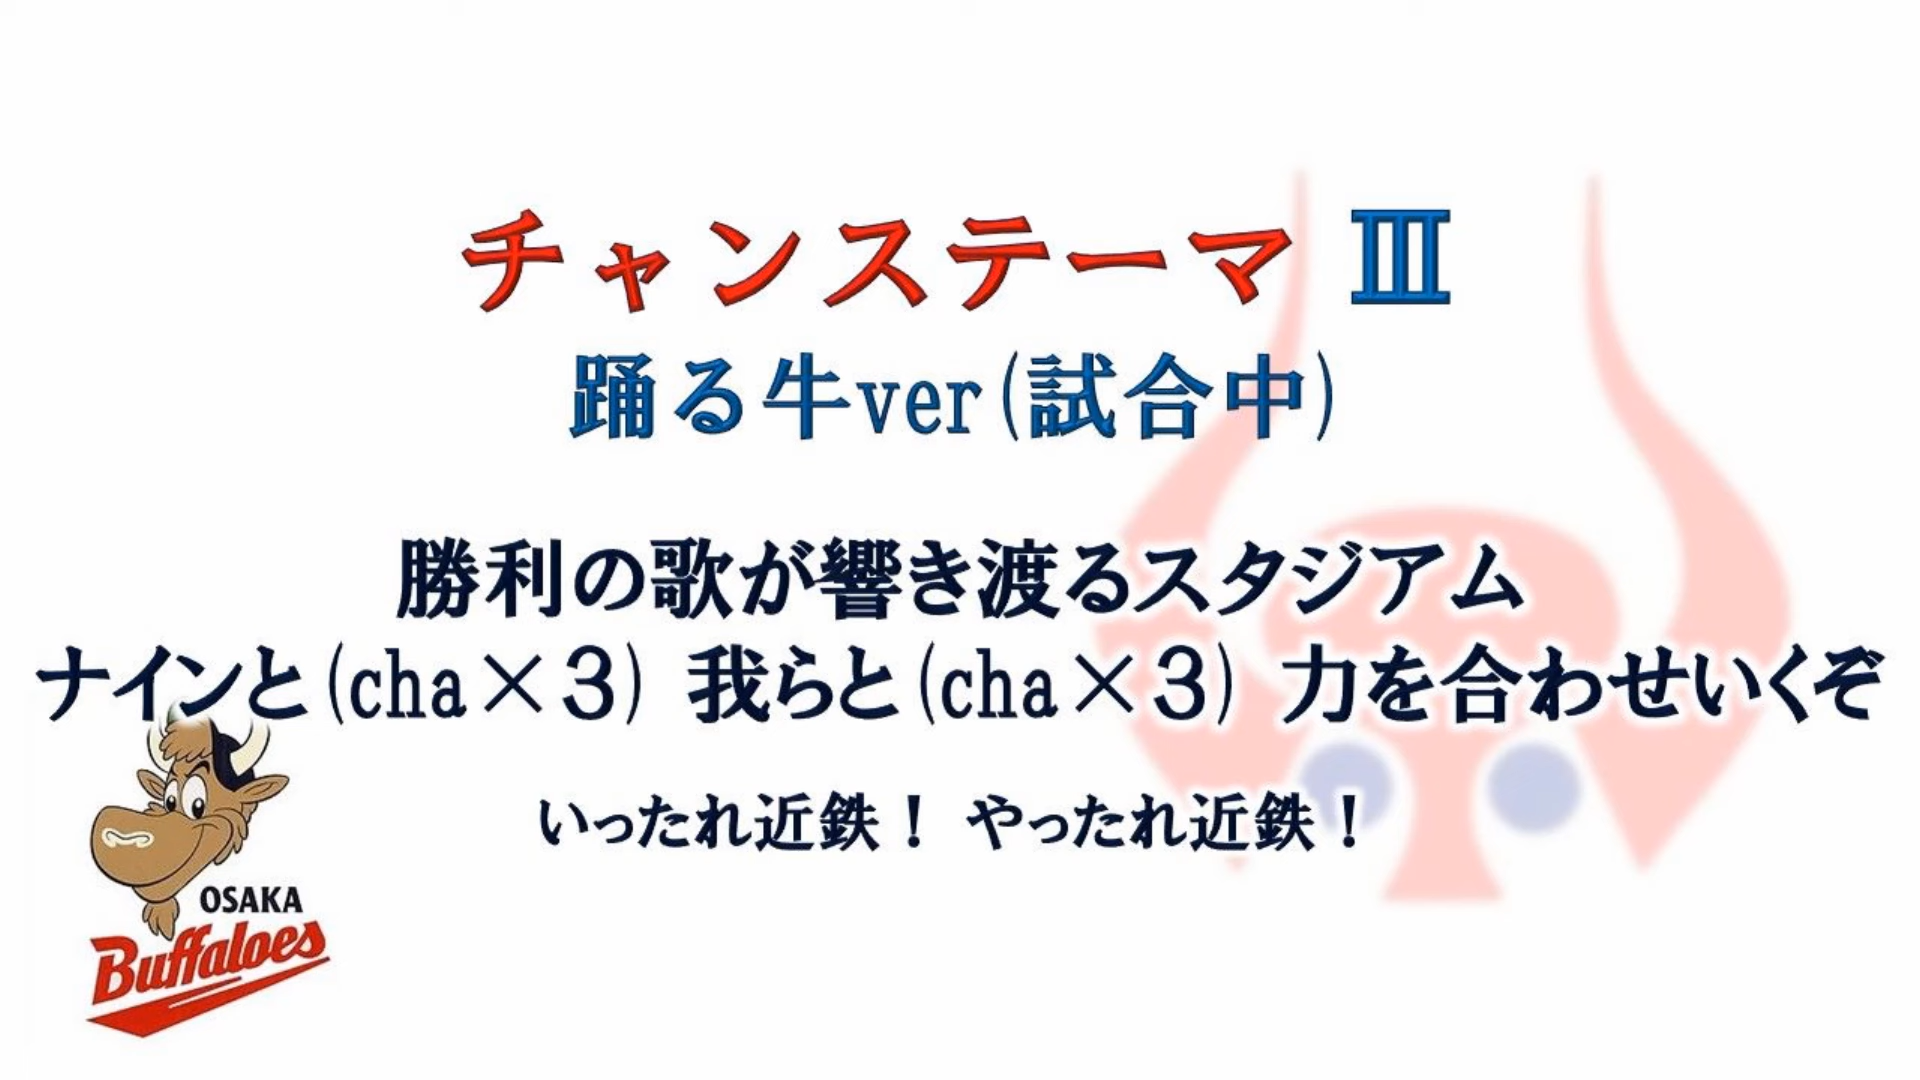 チャンステーマ Ⅲ
踊る牛ver(試合中)
勝利の歌が響き渡るスタジアム
ナインと(cha×３) 我らと(cha×３) 力を合わせいくぞ
いったれ近鉄！ やったれ近鉄！
OSAKA
Buffaloes